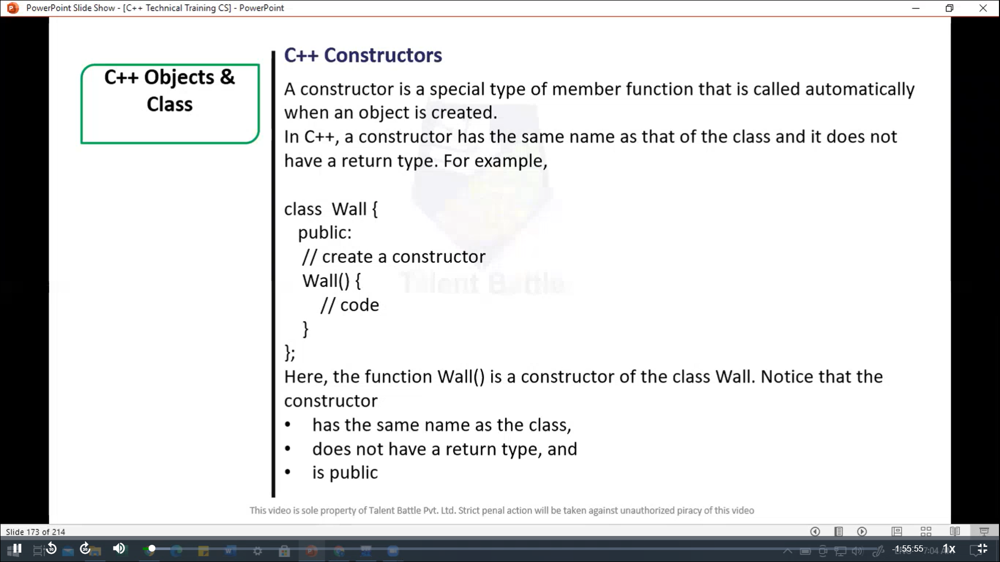 PowerPoint Slide Show - [C++ Technical Training CS] - PowerPoint
C++ Objects &
Class
C++ Constructors
A constructor is a special type of member function that is called automatically
when an object is created.
In C++, a constructor has the same name as that of the class and it does not
have a return type. For example,
class  Wall {
public:
// create a constructor
Wall() {
// code
}
};
Here, the function Wall() is a constructor of the class Wall. Notice that the
constructor
• has the same name as the class,
• does not have a return type, and
• is public
Talent Battle
This video is sole property of Talent Battle Pvt. Ltd. Strict penal action will be taken against unauthorized piracy of this video
Slide 173 of 214
10
30
-1:55:55
1x
ENG
7:04 AM